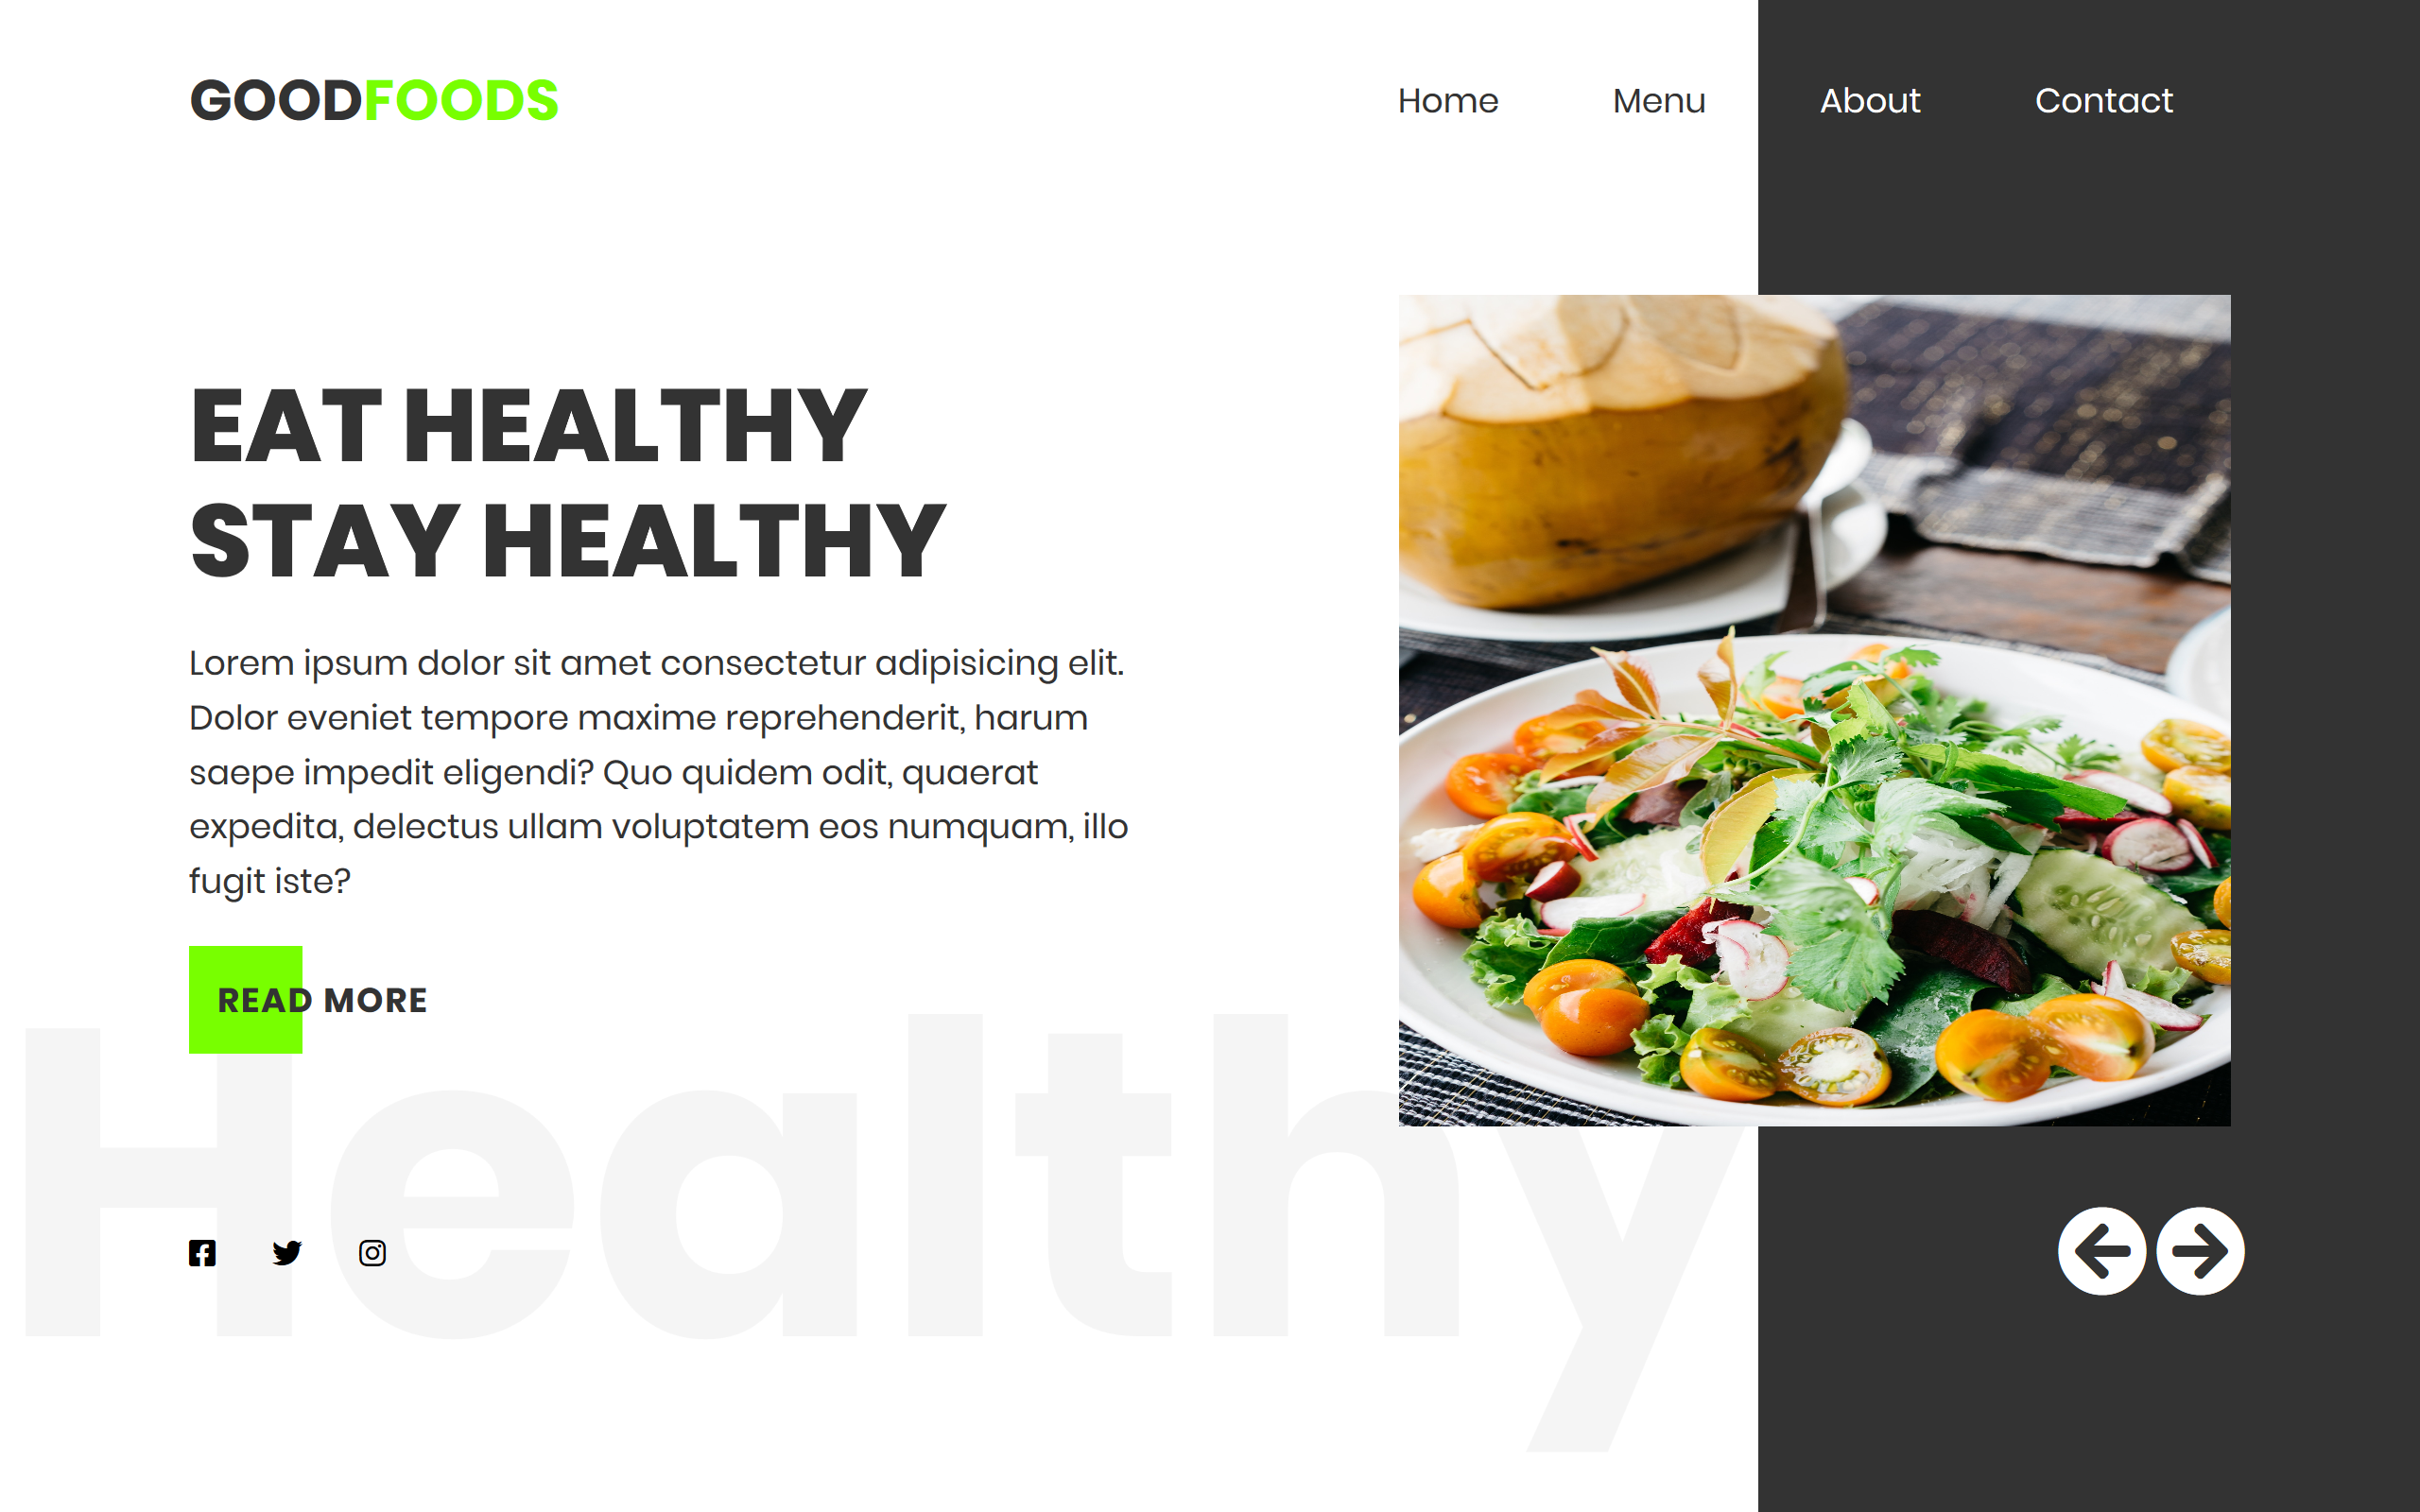 GOODFOODS
Home Menu About Contact
EAT HEALTHY
STAY HEALTHY
Lorem ipsum dolor sit amet consectetur adipisicing elit.
Dolor eveniet tempore maxime reprehenderit, harum
saepe impedit eligendi? Quo quidem odit, quaerat
expedita, delectus ullam voluptatem eos numquam, illo
fugit iste?
READ MORE
Healthy